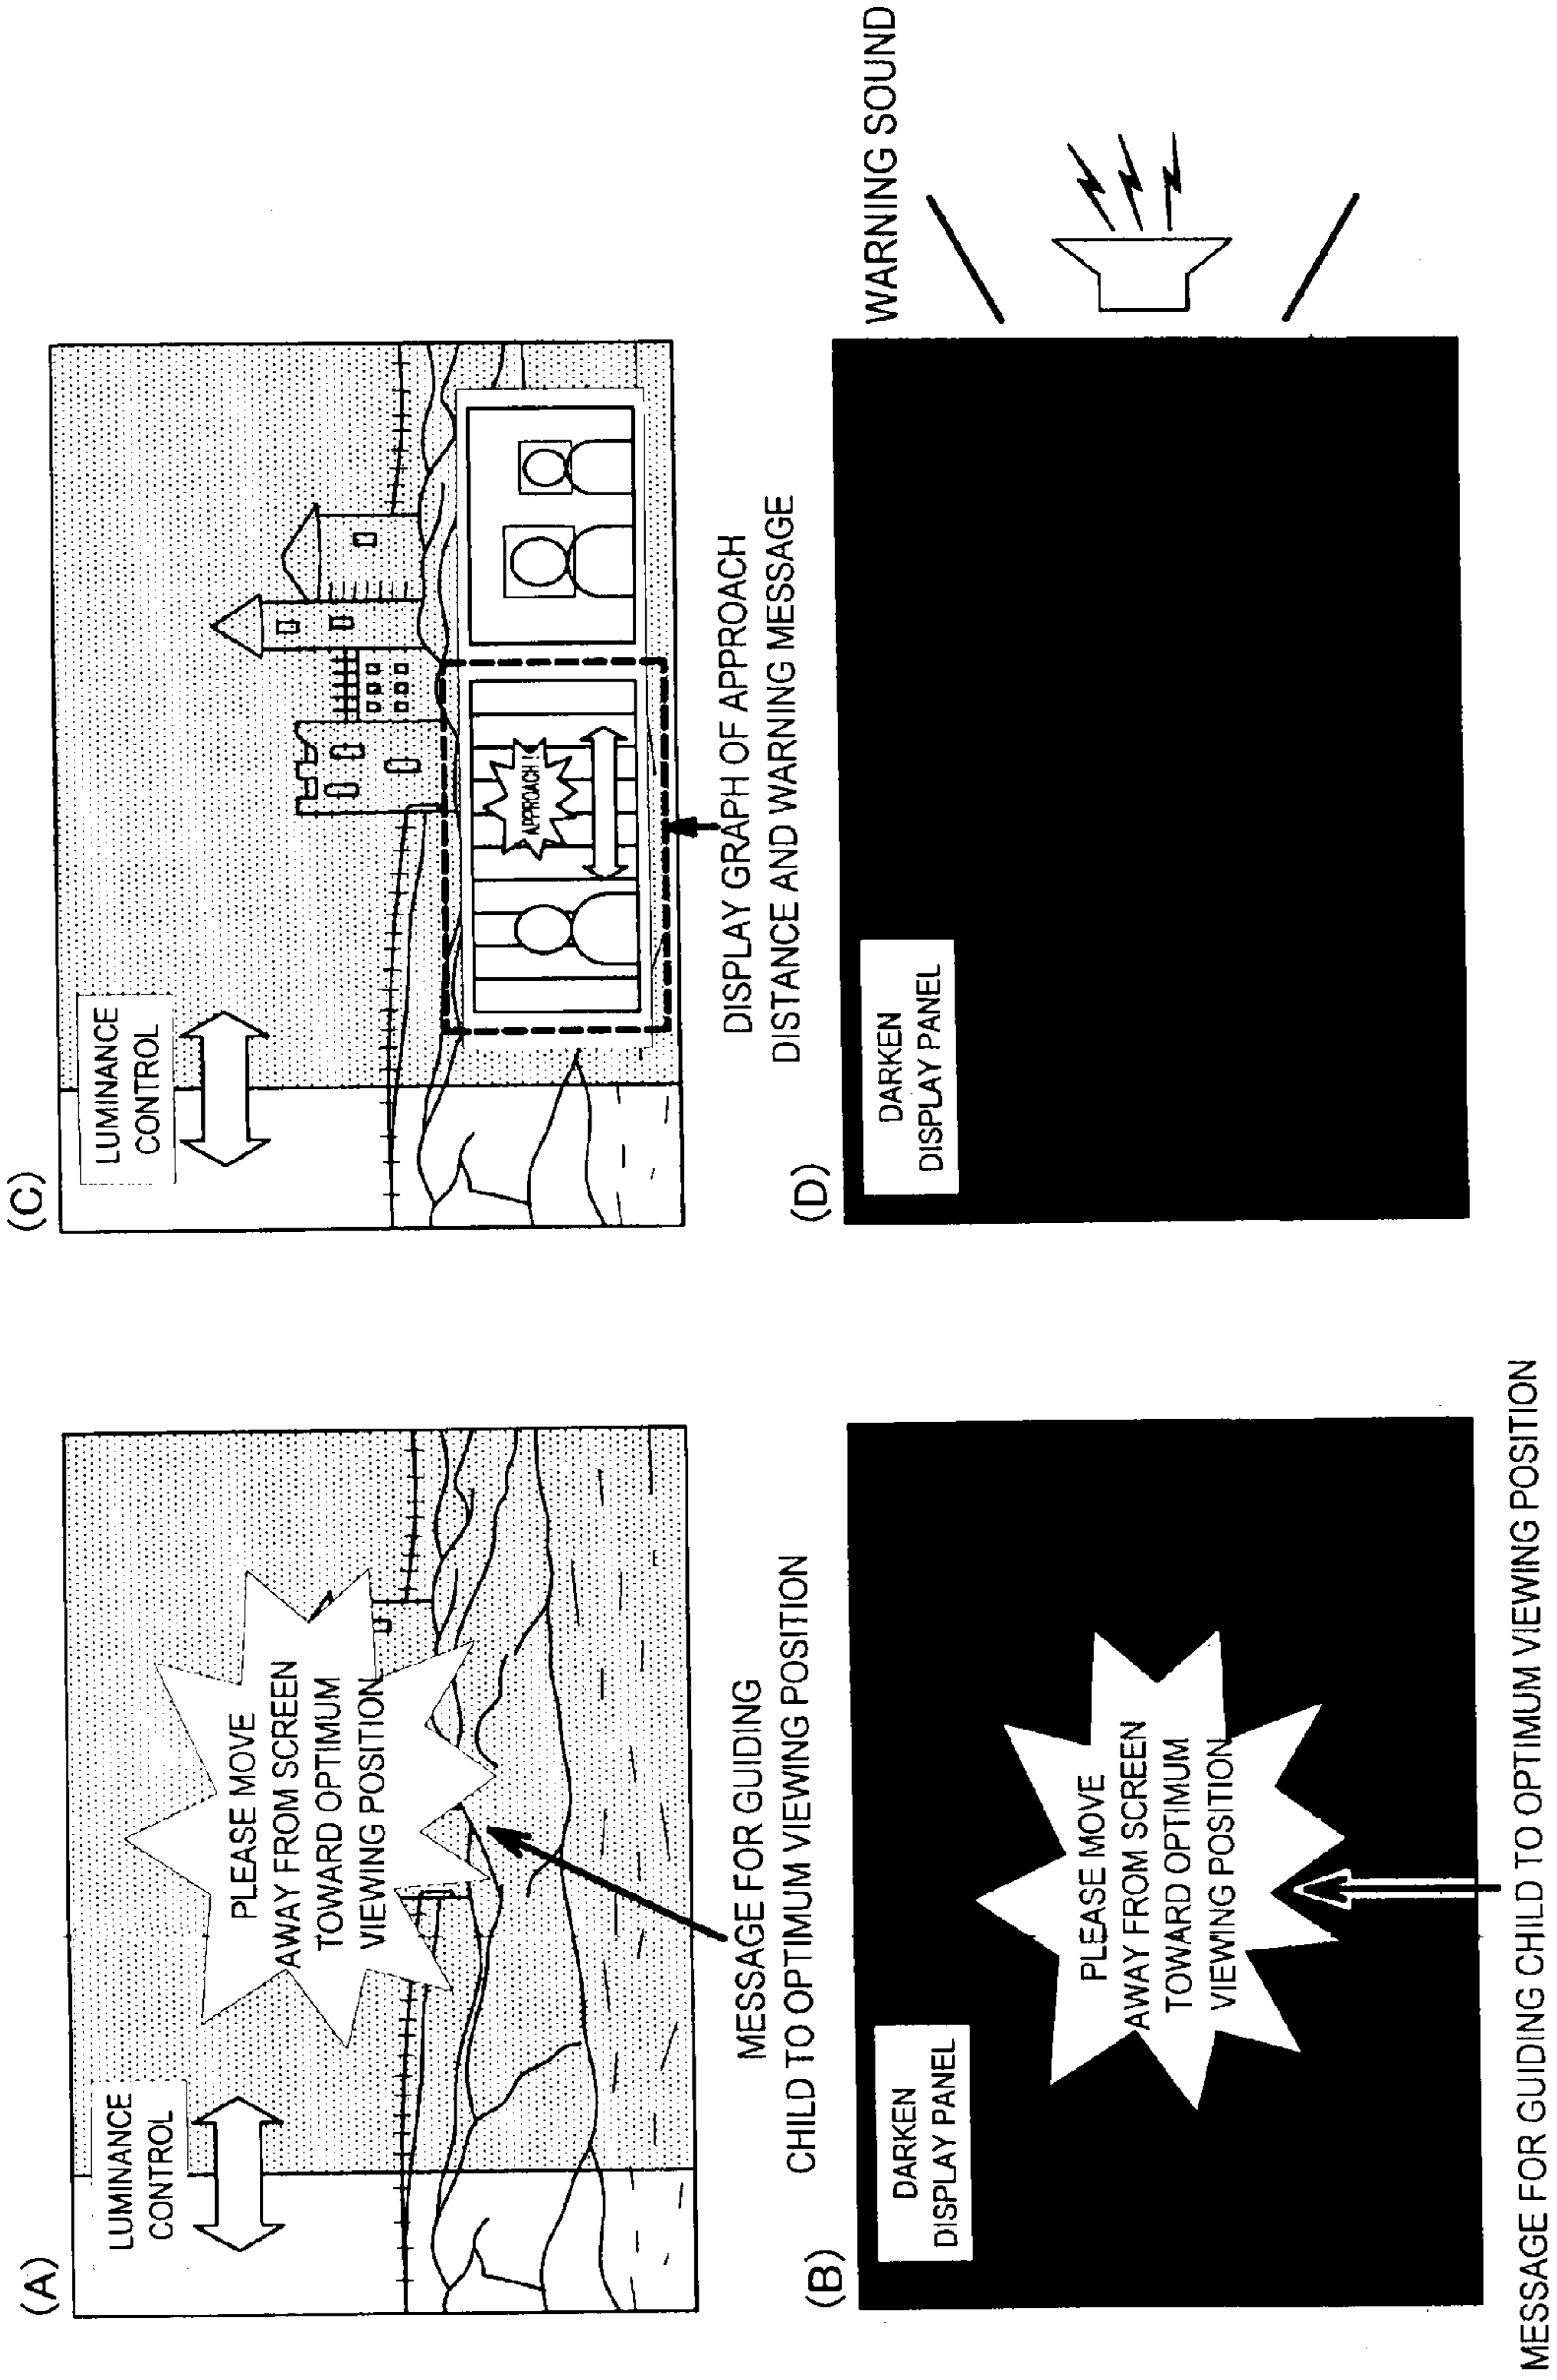 (A)
LUMINANCE
CONTROL
PLEASE MOVE
AWAY FROM SCREEN
TOWARD OPTIMUM
VIEWING POSITION
MESSAGE FOR GUIDING
CHILD TO OPTIMUM VIEWING POSITION
(B)
DARKEN
DISPLAY PANEL
PLEASE MOVE
AWAY FROM SCREEN
TOWARD OPTIMUM
VIEWING POSITION
MESSAGE FOR GUIDING CHILD TO OPTIMUM VIEWING POSITION
(C)
LUMINANCE
CONTROL
APPROACH !
DISPLAY GRAPH OF APPROACH
DISTANCE AND WARNING MESSAGE
(D)
DARKEN
DISPLAY PANEL
WARNING SOUND